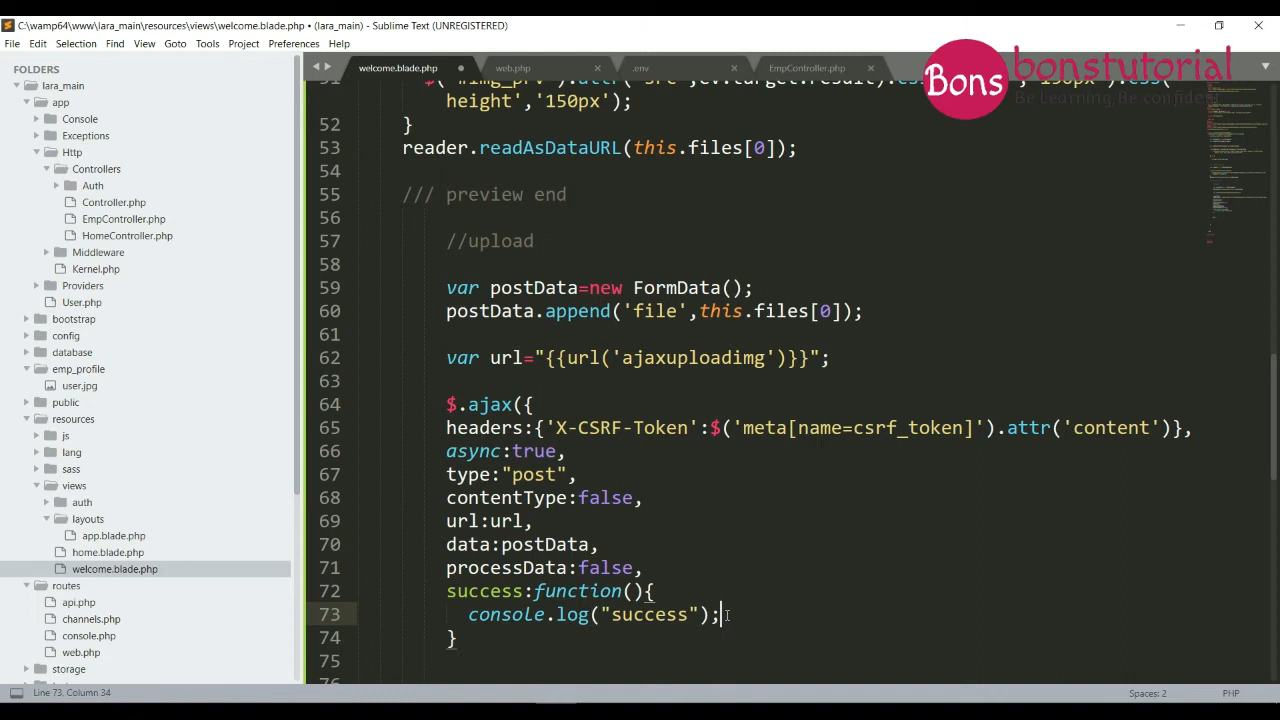 C:\wamp64\www\lara_main\resources\views\welcome.blade.php • (lara_main) - Sublime Text (UNREGISTERED)
File Edit Selection Find View Goto Tools Project Preferences Help
bonstutorial
Bons
Be Learning,Be confident
FOLDERS
lara_main
app
Console
Exceptions
Http
Controllers
Auth
Controller.php
EmpController.php
HomeController.php
Middleware
Kernel.php
Providers
User.php
bootstrap
config
database
emp_profile
user.jpg
public
resources
js
lang
sass
views
auth
layouts
app.blade.php
home.blade.php
welcome.blade.php
routes
api.php
channels.php
console.php
web.php
storage
welcome.blade.php web.php .env EmpController.php
height','150px');
52 }
53 reader.readAsDataURL(this.files[0]);
54
55 /// preview end
56
57 //upload
58
59 var postData=new FormData();
60 postData.append('file',this.files[0]);
61
62 var url="{{url('ajaxuploadimg')}}";
63
64 $.ajax({
65 headers:{'X-CSRF-Token':$('meta[name=csrf_token]').attr('content')},
66 async:true,
67 type:"post",
68 contentType:false,
69 url:url,
70 data:postData,
71 processData:false,
72 success:function(){
73 console.log("success");
74 }
75
Line 73, Column 34 Spaces: 2 PHP